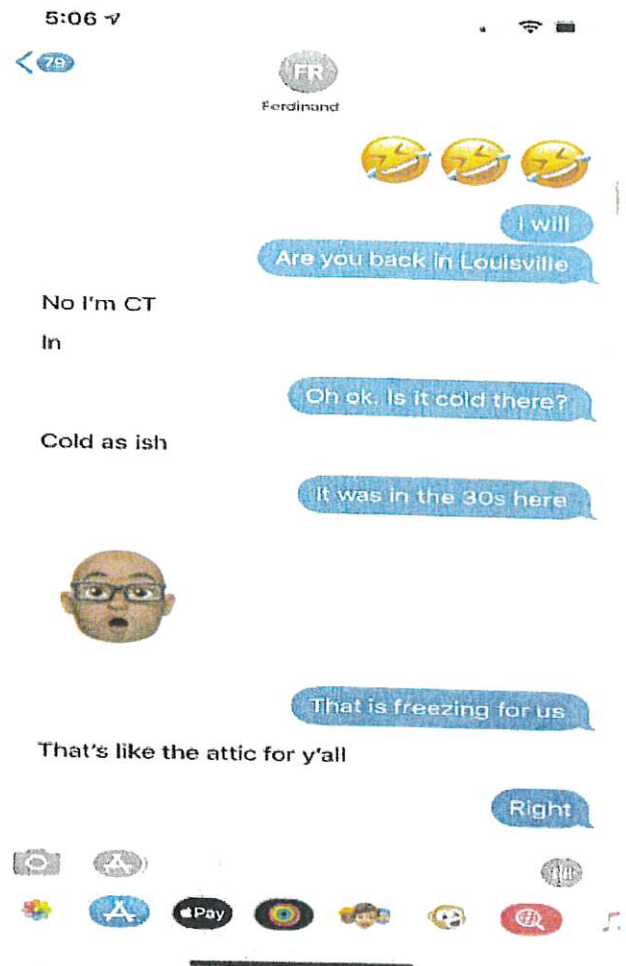 5:06
79
FR
Ferdinand
I will
Are you back in Louisville
No I'm CT
In
Oh ok. Is it cold there?
Cold as ish
It was in the 30s here
That is freezing for us
That's like the attic for y'all
Right
Pay